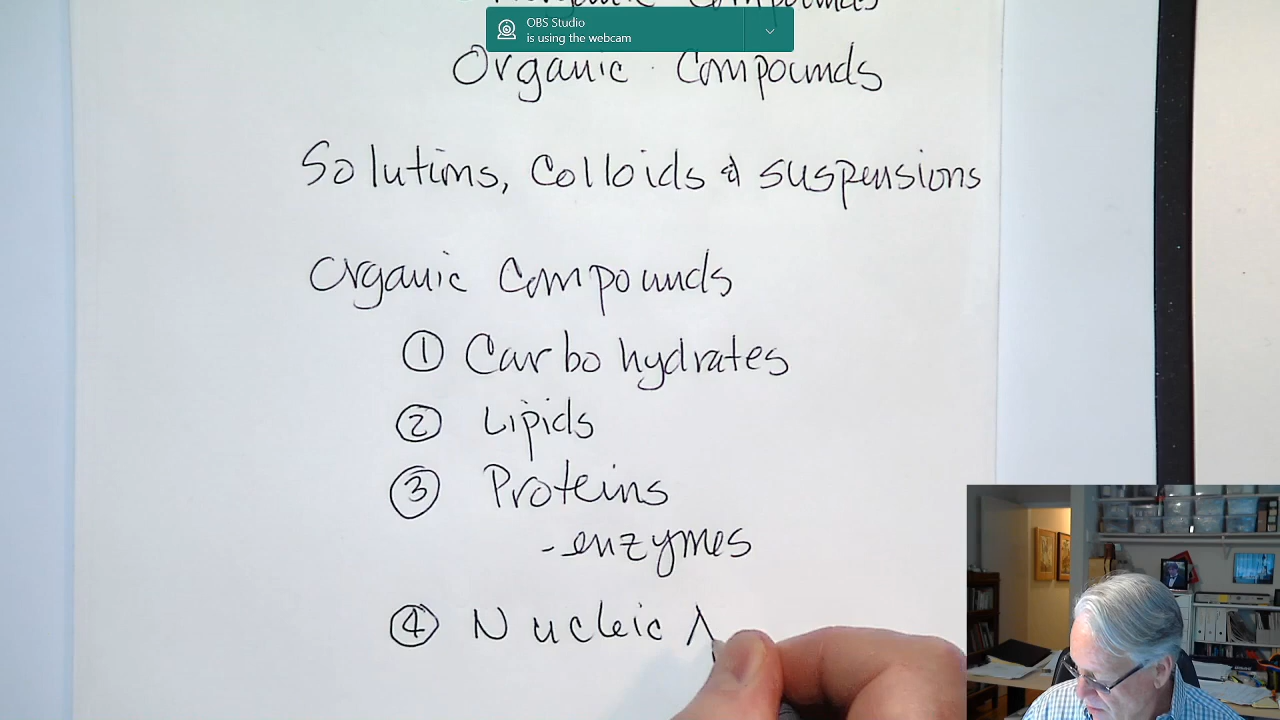 Compounds
OBS Studio
is using the webcam
Organic Compounds
Solutions, Colloids & suspensions
Organic Compounds
① Carbohydrates
② Lipids
③ Proteins
- enzymes
④ Nucleic A